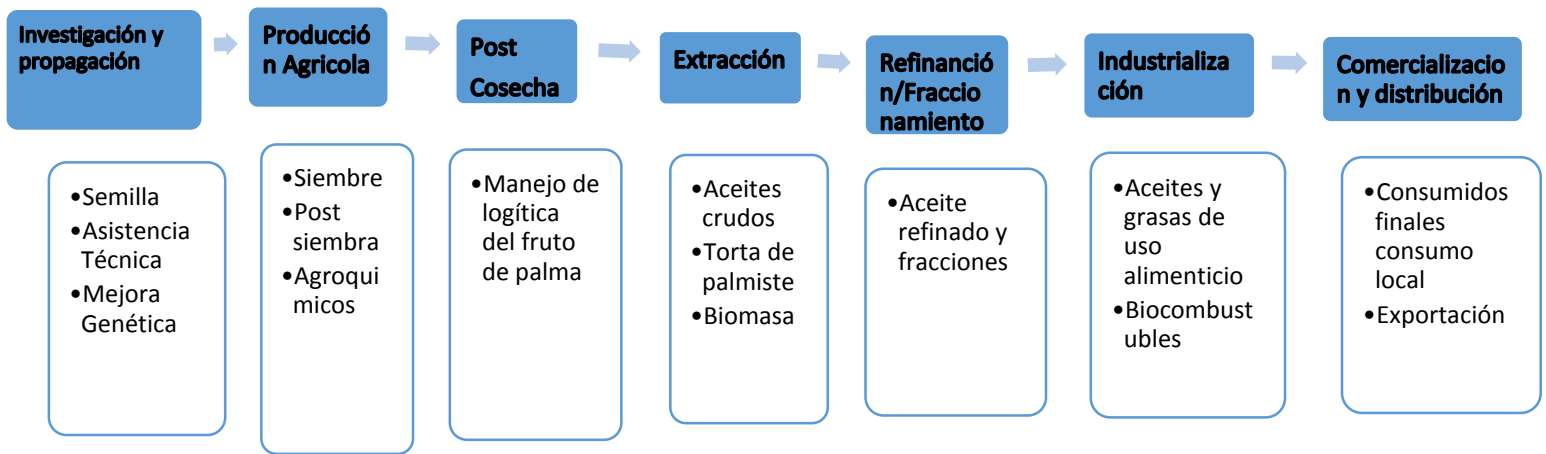 Investigación y
propagación
Producció
n Agricola
Post
Cosecha
Extracción
Refinanció
n/Fraccio
namiento
Industrializa
ción
Comercializacio
n y distribución
•Semilla
•Asistencia
Técnica
•Mejora
Genética
•Siembre
•Post
siembra
•Agroqui
micos
•Manejo de
logítica
del fruto
de palma
•Aceites
crudos
•Torta de
palmiste
•Biomasa
•Aceite
refinado y
fracciones
•Aceites y
grasas de
uso
alimenticio
•Biocombust
ubles
•Consumidos
finales
consumo
local
•Exportación